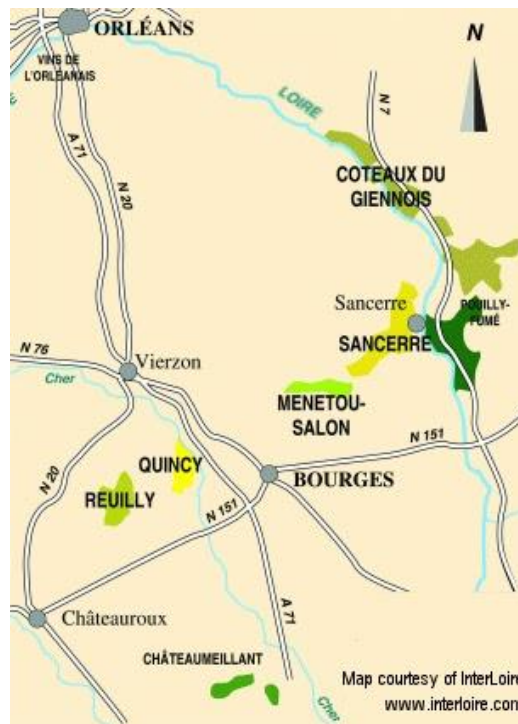 ORLÉANS
VINS DE
L'ORLEANAIS
N
LOIRE
N 7
A 71
N 20
COTEAUX DU
GIENNOIS
Sancerre
POUILLY-
FUMÉ
SANCERRE
N 76
Vierzon
Cher
MENETOU-
SALON
N 151
QUINCY
BOURGES
N 20
REUILLY
N 151
A 71
Châteauroux
CHÂTEAUMEILLANT
Cher
Map courtesy of InterLoire
www.interloire.com